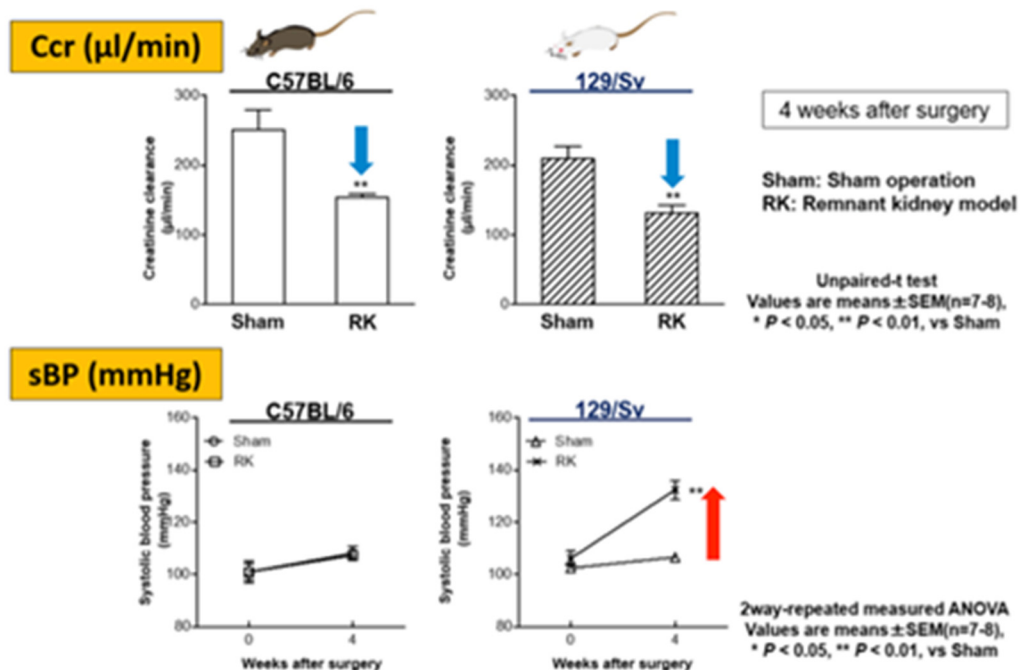 Ccr (μl/min)
C57BL/6
129/Sv
4 weeks after surgery
300
200
100
0
Creatinine clearance
(μl/min)
**
Sham
RK
300
200
100
0
Creatinine clearance
(μl/min)
**
Sham
RK
Sham: Sham operation
RK: Remnant kidney model
Unpaired-t test
Values are means±SEM(n=7-8),
* P < 0.05, ** P < 0.01, vs Sham
sBP (mmHg)
C57BL/6
129/Sv
160
140
120
100
80
Systolic blood pressure
(mmHg)
Sham
RK
0
4
Weeks after surgery
160
140
120
100
80
Systolic blood pressure
(mmHg)
Sham
RK
**
0
4
Weeks after surgery
2way-repeated measured ANOVA
Values are means±SEM(n=7-8),
* P < 0.05, ** P < 0.01, vs Sham